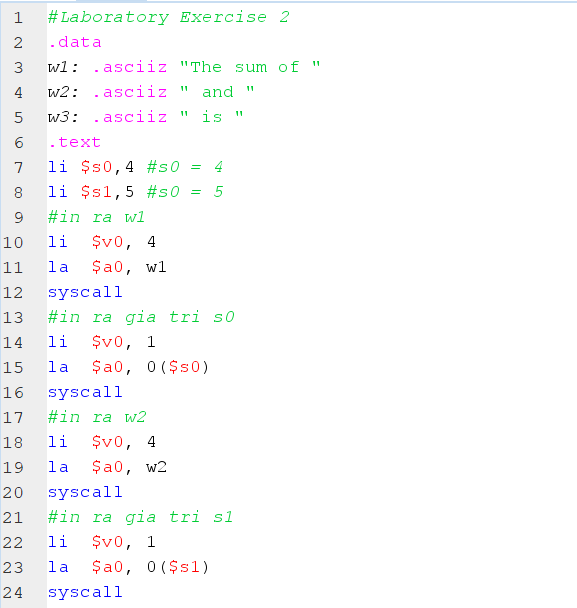 1 #Laboratory Exercise 2
2 .data
3 w1: .asciiz "The sum of "
4 w2: .asciiz " and "
5 w3: .asciiz " is "
6 .text
7 li $s0,4 #s0 = 4
8 li $s1,5 #s0 = 5
9 #in ra w1
10 li $v0, 4
11 la $a0, w1
12 syscall
13 #in ra gia tri s0
14 li $v0, 1
15 la $a0, 0($s0)
16 syscall
17 #in ra w2
18 li $v0, 4
19 la $a0, w2
20 syscall
21 #in ra gia tri s1
22 li $v0, 1
23 la $a0, 0($s1)
24 syscall